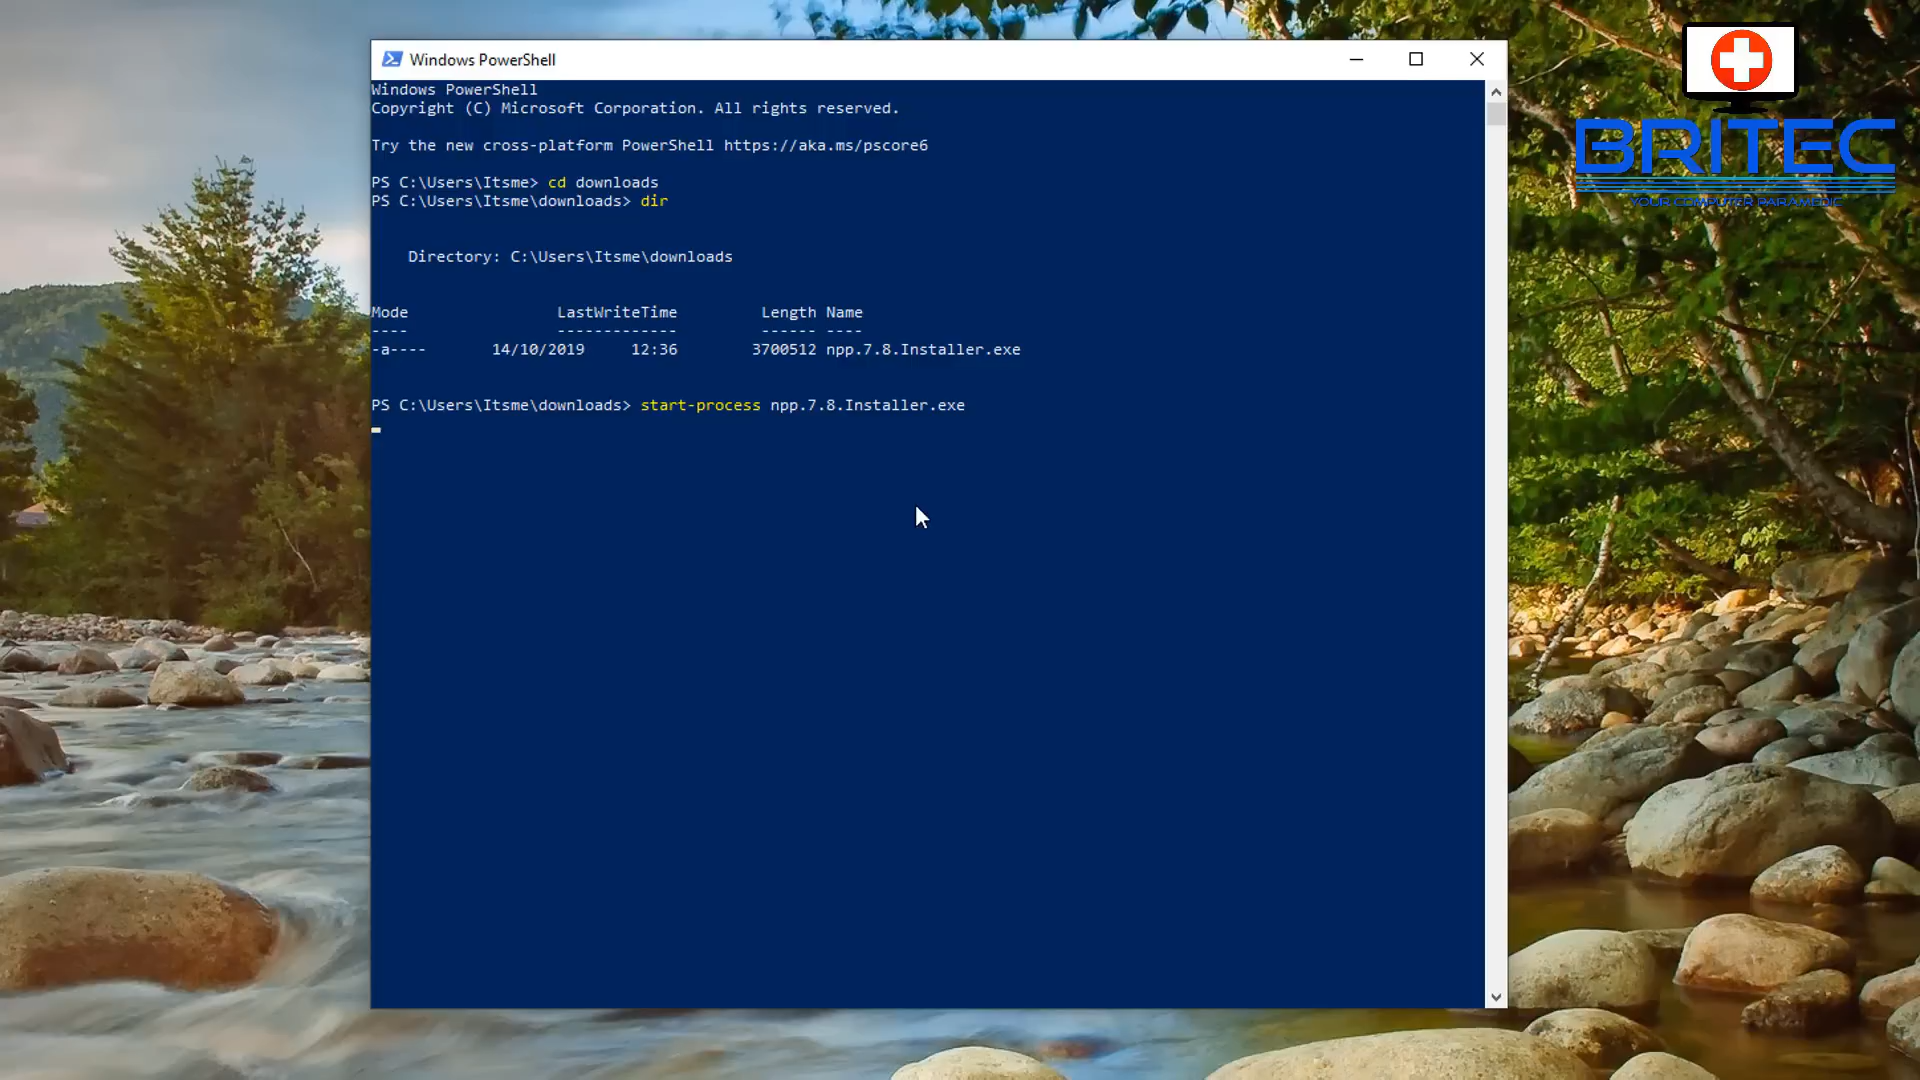 Windows PowerShell
Windows PowerShell
Copyright (C) Microsoft Corporation. All rights reserved.
Try the new cross-platform PowerShell https://aka.ms/pscore6
PS C:\Users\Itsme> cd downloads
PS C:\Users\Itsme\downloads> dir
Directory: C:\Users\Itsme\downloads
Mode LastWriteTime Length Name
---- ------------- ------ ----
-a---- 14/10/2019 12:36 3700512 npp.7.8.Installer.exe
PS C:\Users\Itsme\downloads> start-process npp.7.8.Installer.exe
BRITEC
YOUR COMPUTER PARAMEDIC